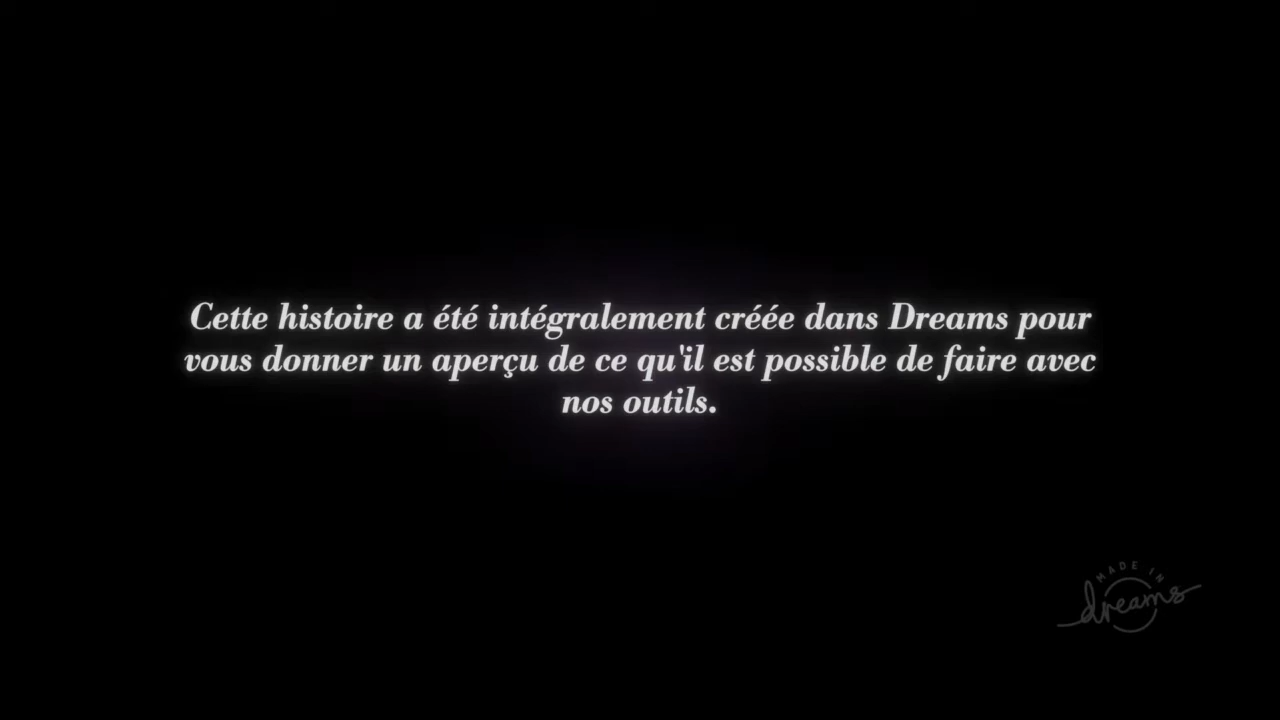 Cette histoire a été intégralement créée dans Dreams pour
vous donner un aperçu de ce qu'il est possible de faire avec
nos outils.
MADE IN
dreams